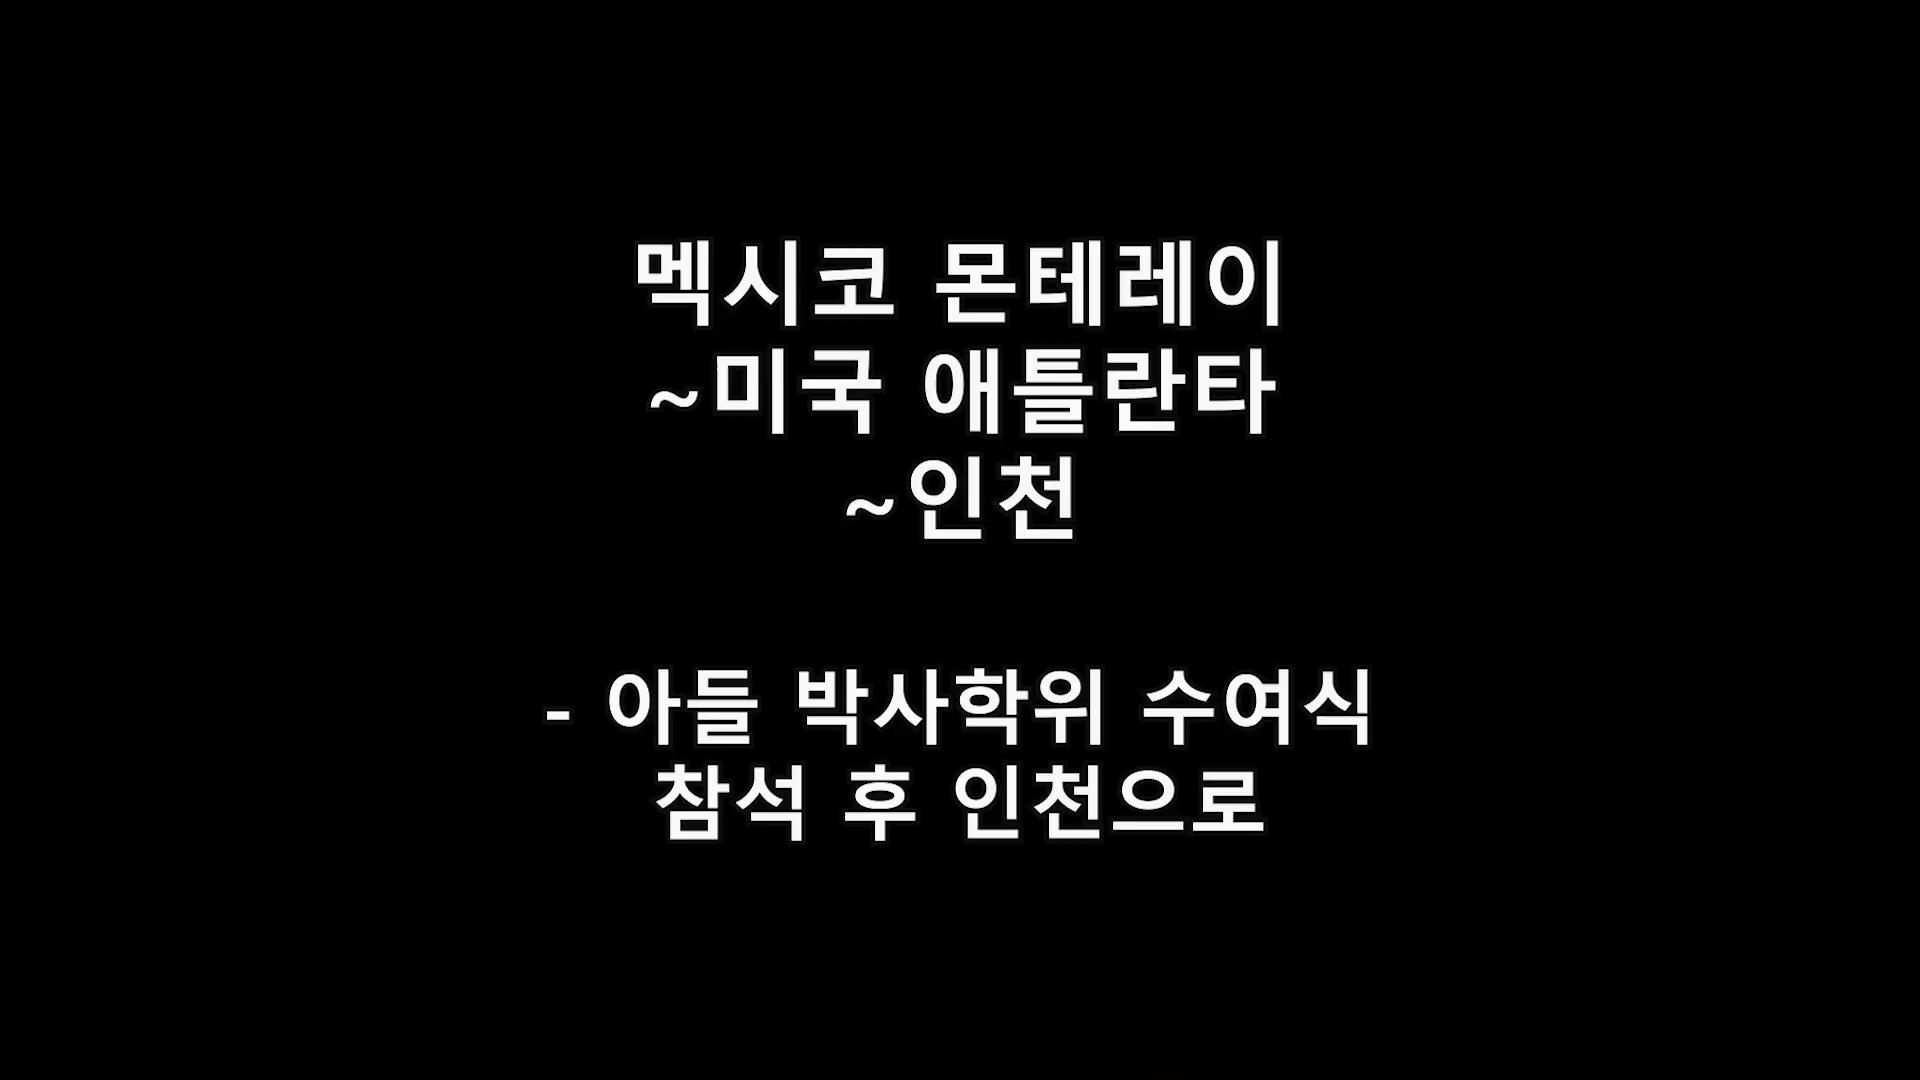 멕시코 몬테레이
~미국 애틀란타
~인천
- 아들 박사학위 수여식
참석 후 인천으로